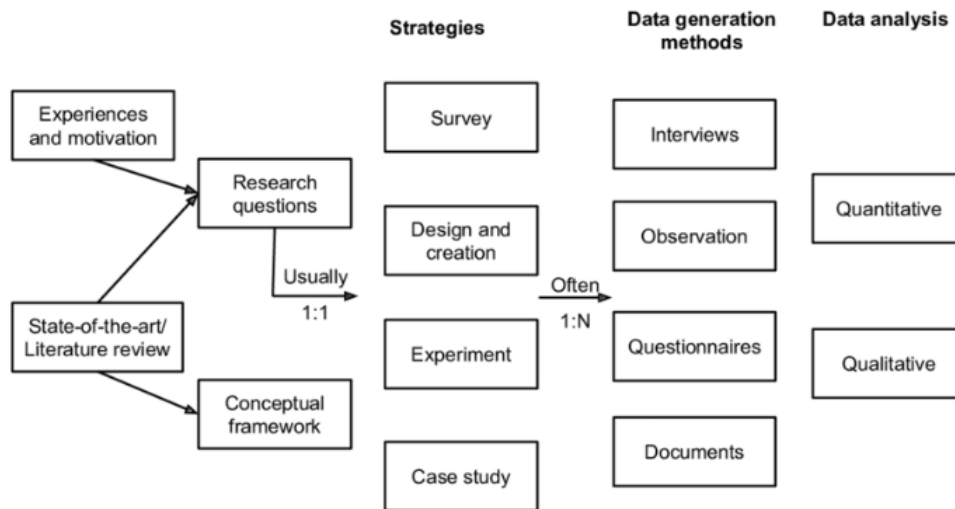 Strategies
Data generation
methods
Data analysis
Experiences
and motivation
Research
questions
State-of-the-art/
Literature review
Conceptual
framework
Usually
1:1
Survey
Design and
creation
Experiment
Case study
Often
1:N
Interviews
Observation
Questionnaires
Documents
Quantitative
Qualitative